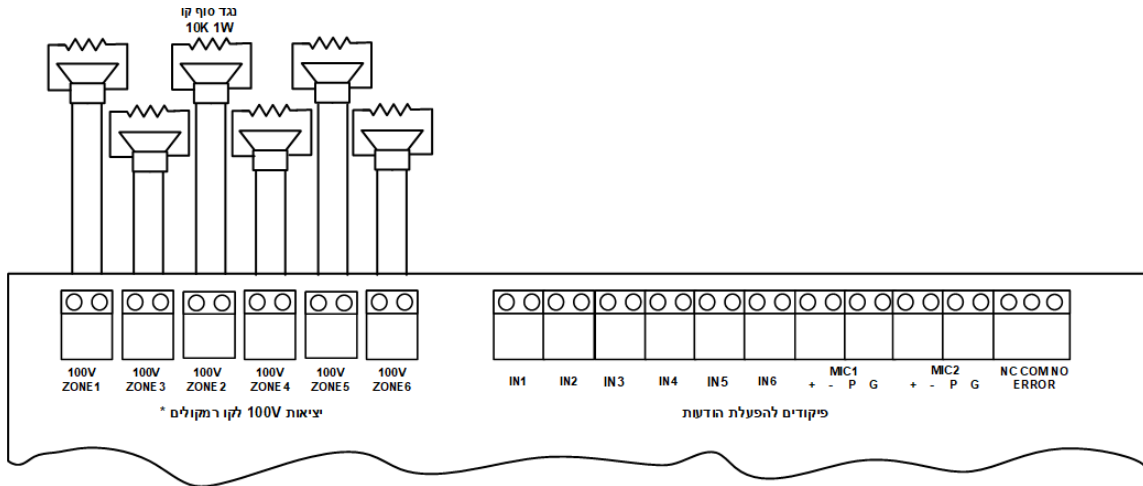 נגד סוף קו
10K 1W
100V
ZONE1
100V
ZONE3
100V
ZONE2
100V
ZONE4
100V
ZONE5
100V
ZONE6
יציאות 100V לקו רמקולים *
IN1
IN2
IN3
IN4
IN5
IN6
MIC1
+ - P G
MIC2
+ - P G
NC COM NO
ERROR
פיקודים להפעלת הודעות